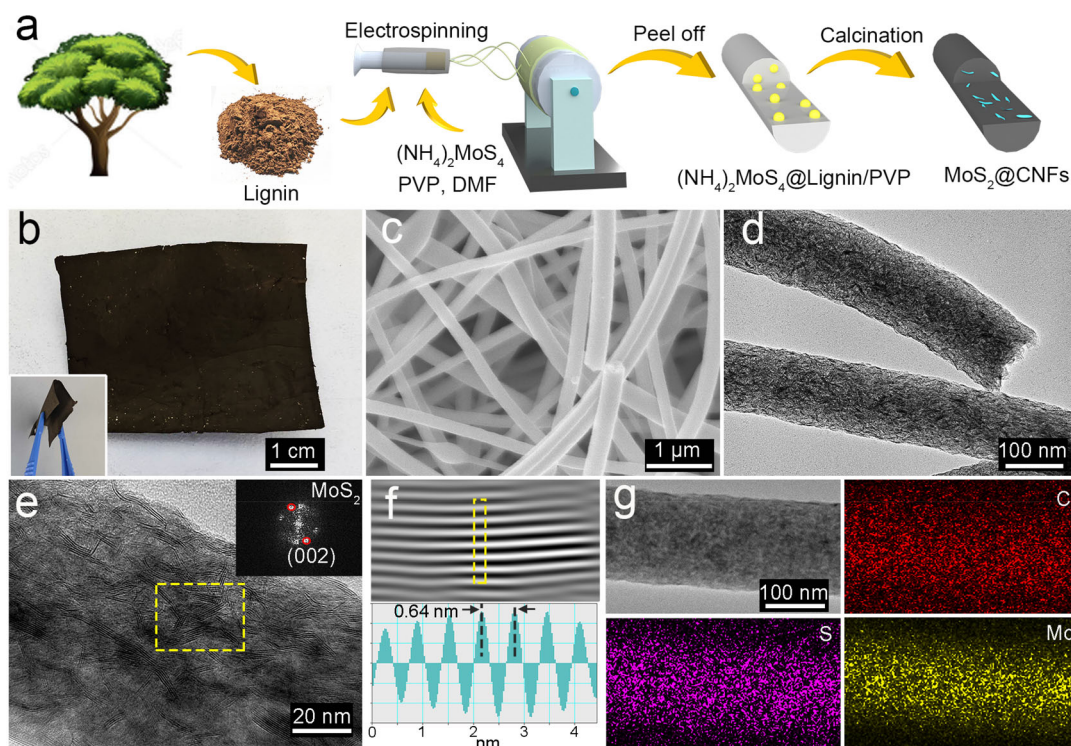 a
Electrospinning
Peel off
Calcination
Lignin
(NH₄)₂MoS₄
PVP, DMF
(NH₄)₂MoS₄@Lignin/PVP
MoS₂@CNFs
b
1 cm
c
1 μm
d
100 nm
e
MoS₂
(002)
20 nm
f
0.64 nm
0 1 2 3 4
nm
g
100 nm
C
S
Mo